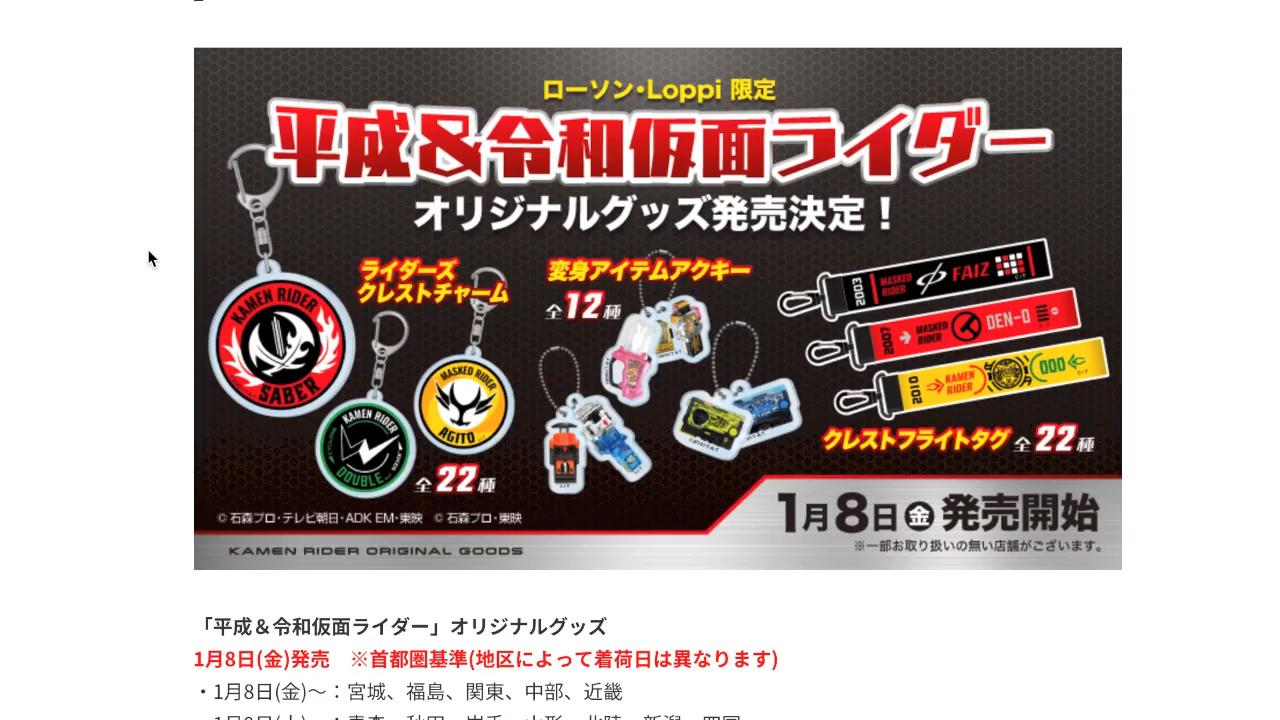 ローソン・Loppi 限定
平成&令和仮面ライダー
オリジナルグッズ発売決定！
ライダーズ
クレストチャーム
変身アイテムアクキー
全12種
KAMEN RIDER
SABER
KAMEN RIDER
DOUBLE
MASKED RIDER
AGITO
全22種
2003
MASKED
RIDER
FAIZ
2007
MASKED
RIDER
DEN-O
2010
KAMEN
RIDER
OOO
クレストフライトタグ 全22種
1月8日㊎発売開始
※一部お取り扱いの無い店舗がございます。
©石森プロ・テレビ朝日・ADK EM・東映 ©石森プロ・東映
KAMEN RIDER ORIGINAL GOODS
「平成＆令和仮面ライダー」オリジナルグッズ
1月8日(金)発売　※首都圏基準(地区によって着荷日は異なります)
・1月8日(金)～：宮城、福島、関東、中部、近畿